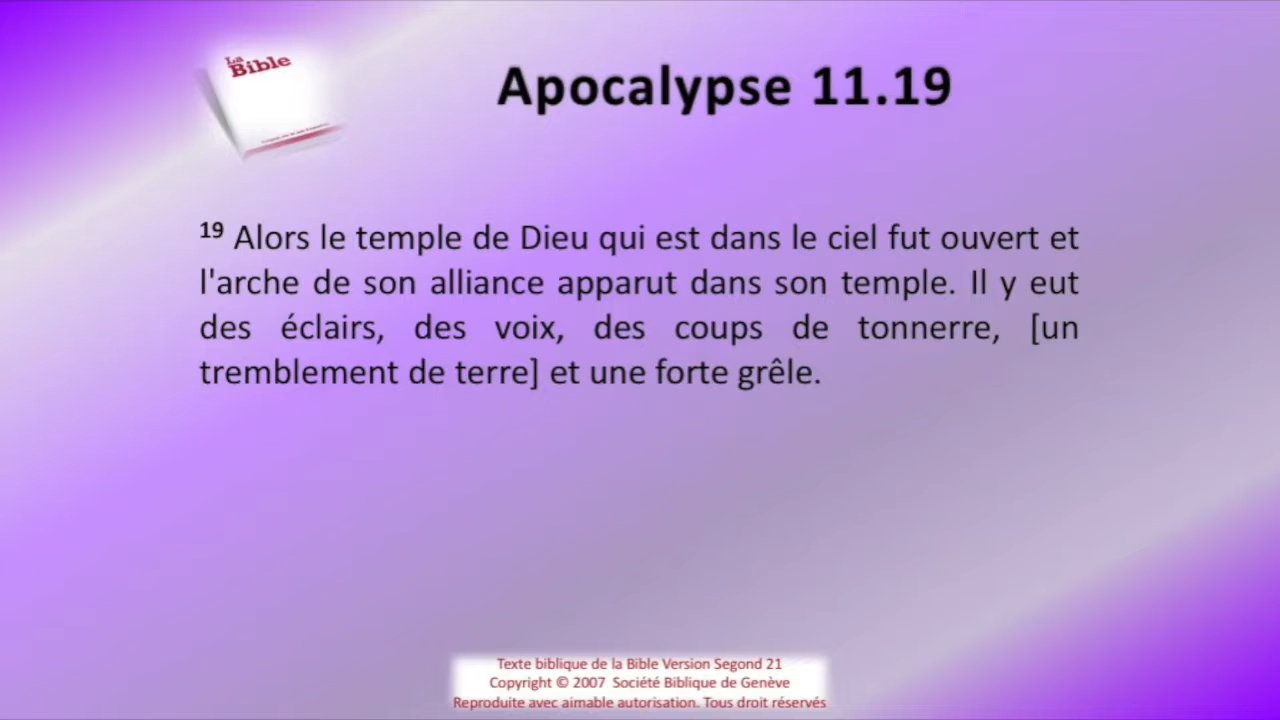 La
Bible
Apocalypse 11.19
19 Alors le temple de Dieu qui est dans le ciel fut ouvert et
l'arche de son alliance apparut dans son temple. Il y eut
des éclairs, des voix, des coups de tonnerre, [un
tremblement de terre] et une forte grêle.
Texte biblique de la Bible Version Segond 21
Copyright © 2007 Société Biblique de Genève
Reproduite avec aimable autorisation. Tous droit réservés